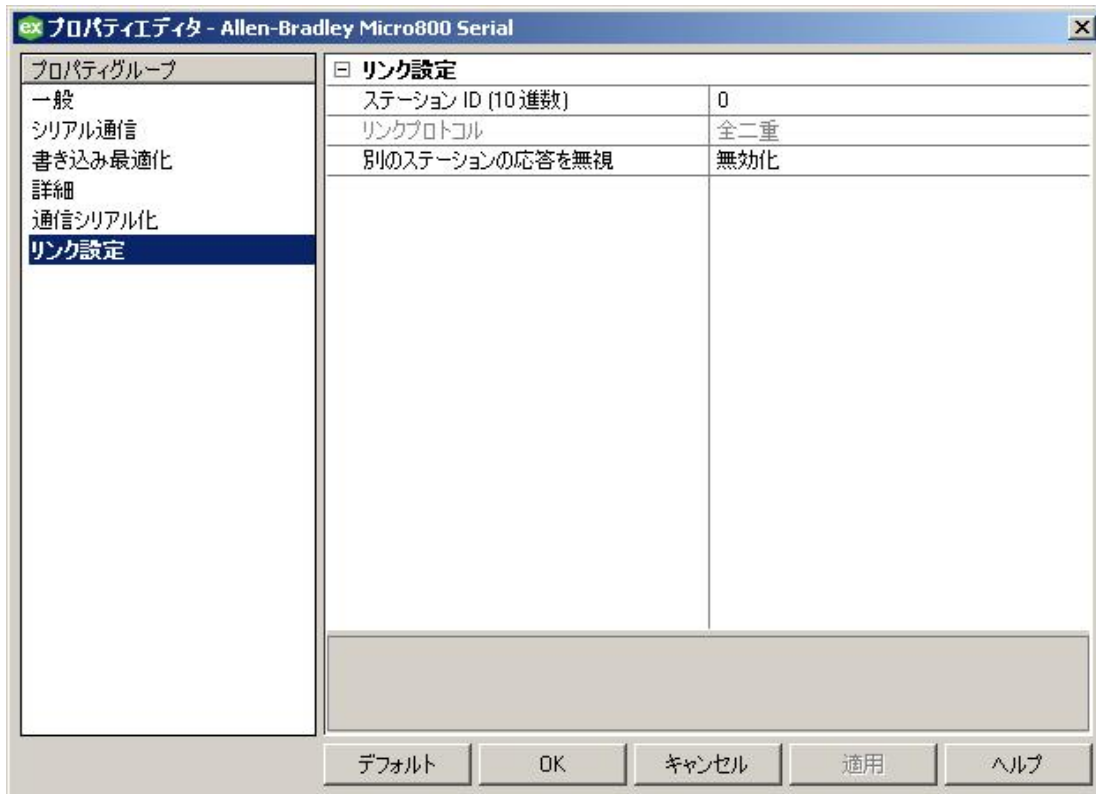 ex プロパティエディタ - Allen-Bradley Micro800 Serial
プロパティグループ
一般
シリアル通信
書き込み最適化
詳細
通信シリアル化
リンク設定
リンク設定
ステーション ID (10 進数) 0
リンクプロトコル 全二重
別のステーションの応答を無視 無効化
デフォルト OK キャンセル 適用 ヘルプ